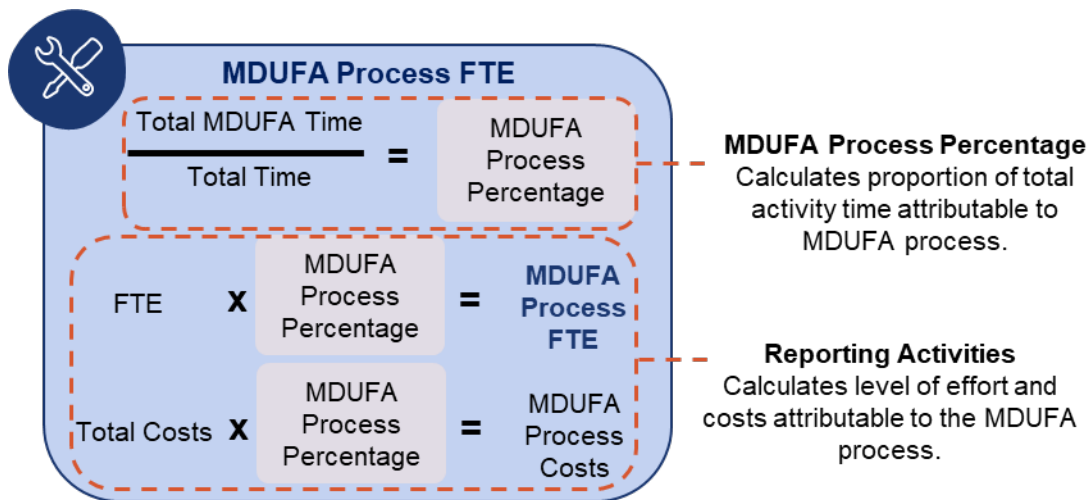 MDUFA Process FTE
Total MDUFA Time
Total Time
=
MDUFA
Process
Percentage
MDUFA Process Percentage
Calculates proportion of total
activity time attributable to
MDUFA process.
FTE
x
MDUFA
Process
Percentage
=
MDUFA
Process
FTE
Total Costs
x
MDUFA
Process
Percentage
=
MDUFA
Process
Costs
Reporting Activities
Calculates level of effort and
costs attributable to the MDUFA
process.